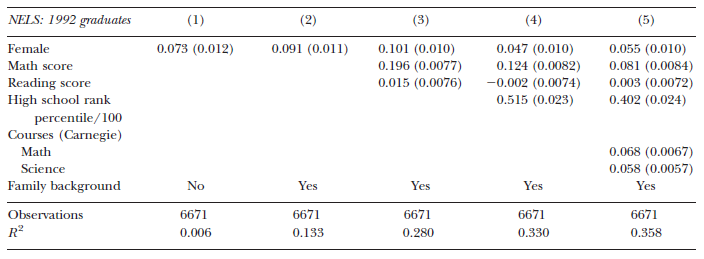 NELS: 1992 graduates (1) (2) (3) (4) (5)
Female 0.073 (0.012) 0.091 (0.011) 0.101 (0.010) 0.047 (0.010) 0.055 (0.010)
Math score 0.196 (0.0077) 0.124 (0.0082) 0.081 (0.0084)
Reading score 0.015 (0.0076) −0.002 (0.0074) 0.003 (0.0072)
High school rank 0.515 (0.023) 0.402 (0.024)
percentile/100
Courses (Carnegie)
Math 0.068 (0.0067)
Science 0.058 (0.0057)
Family background No Yes Yes Yes Yes
Observations 6671 6671 6671 6671 6671
R² 0.006 0.133 0.280 0.330 0.358